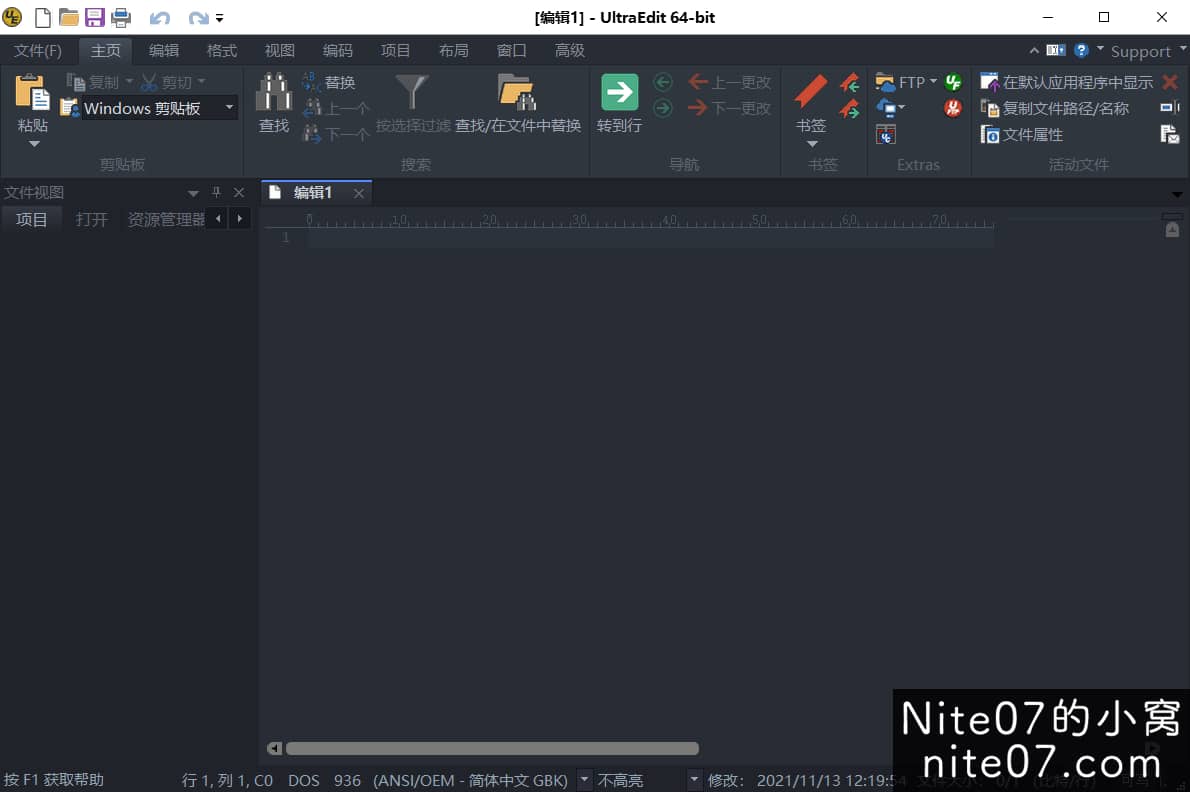 [编辑1] - UltraEdit 64-bit
文件(F) 主页 编辑 格式 视图 编码 项目 布局 窗口 高级 Support
粘贴 复制 剪切
Windows 剪贴板
剪贴板
查找 替换
上一个
下一个
按选择过滤 查找/在文件中替换
搜索
转到行 上一更改
下一更改
导航
书签
书签
FTP
Extras
在默认应用程序中显示
复制文件路径/名称
文件属性
活动文件
文件视图
项目 打开 资源管理器
编辑1
0 10 20 30 40 50 60 70
1
按 F1 获取帮助 行 1, 列 1, C0 DOS 936 (ANSI/OEM - 简体中文 GBK) 不高亮 修改: 2021/11/13 12:19:54
Nite07的小窝
nite07.com